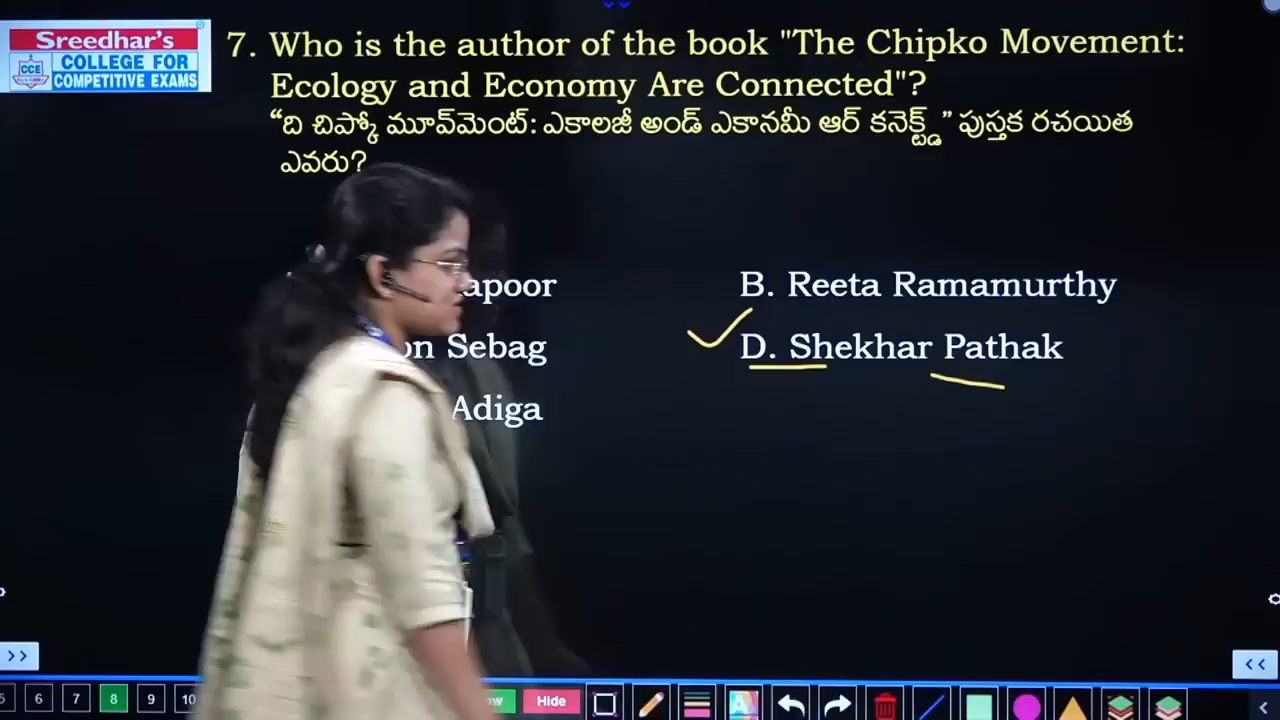 Sreedhar's
CCE
COLLEGE FOR
COMPETITIVE EXAMS
7. Who is the author of the book "The Chipko Movement:
Ecology and Economy Are Connected"?
“ది చిప్కో మూవ్‌మెంట్: ఎకాలజీ అండ్ ఎకానమీ ఆర్ కనెక్ట్డ్” పుస్తక రచయిత
ఎవరు?
apoor
B. Reeta Ramamurthy
on Sebag
D. Shekhar Pathak
Adiga
>>
<<
5 6 7 8 9 10
w Hide